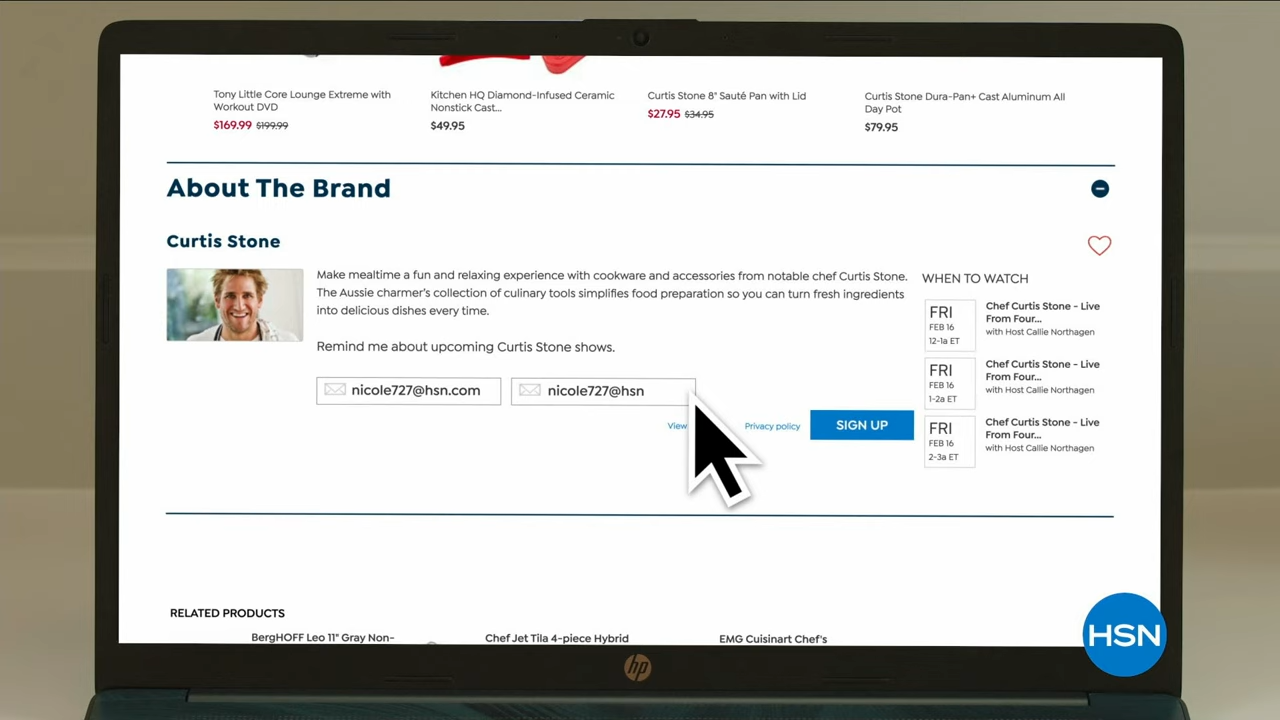 Tony Little Core Lounge Extreme with
Workout DVD
$169.99 $199.99
Kitchen HQ Diamond-Infused Ceramic
Nonstick Cast...
$49.95
Curtis Stone 8" Sauté Pan with Lid
$27.95 $34.95
Curtis Stone Dura-Pan+ Cast Aluminum All
Day Pot
$79.95
About The Brand
Curtis Stone
Make mealtime a fun and relaxing experience with cookware and accessories from notable chef Curtis Stone.
The Aussie charmer's collection of culinary tools simplifies food preparation so you can turn fresh ingredients
into delicious dishes every time.
Remind me about upcoming Curtis Stone shows.
nicole727@hsn.com
nicole727@hsn
View
Privacy policy
SIGN UP
WHEN TO WATCH
FRI
FEB 16
12-1a ET
Chef Curtis Stone - Live
From Four...
with Host Callie Northagen
FRI
FEB 16
1-2a ET
Chef Curtis Stone - Live
From Four...
with Host Callie Northagen
FRI
FEB 16
2-3a ET
Chef Curtis Stone - Live
From Four...
with Host Callie Northagen
RELATED PRODUCTS
BergHOFF Leo 11" Gray Non-
Chef Jet Tila 4-piece Hybrid
EMG Cuisinart Chef's
HSN
hp